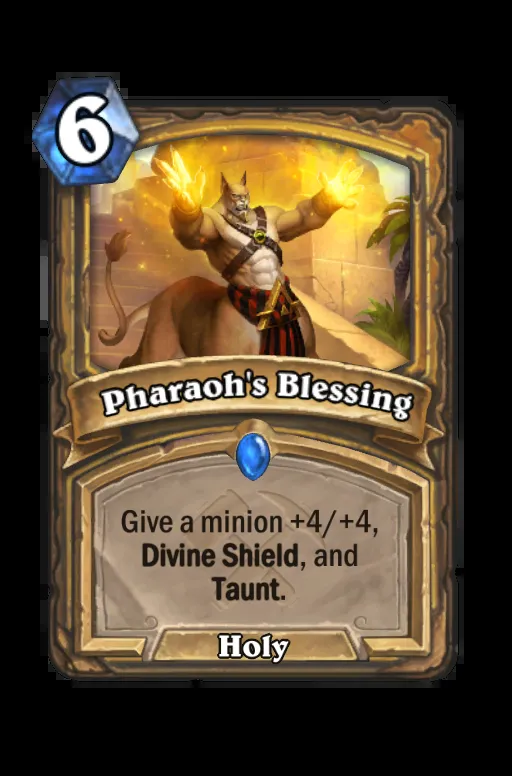 6
Pharaoh's Blessing
Give a minion +4/+4,
Divine Shield, and
Taunt.
Holy